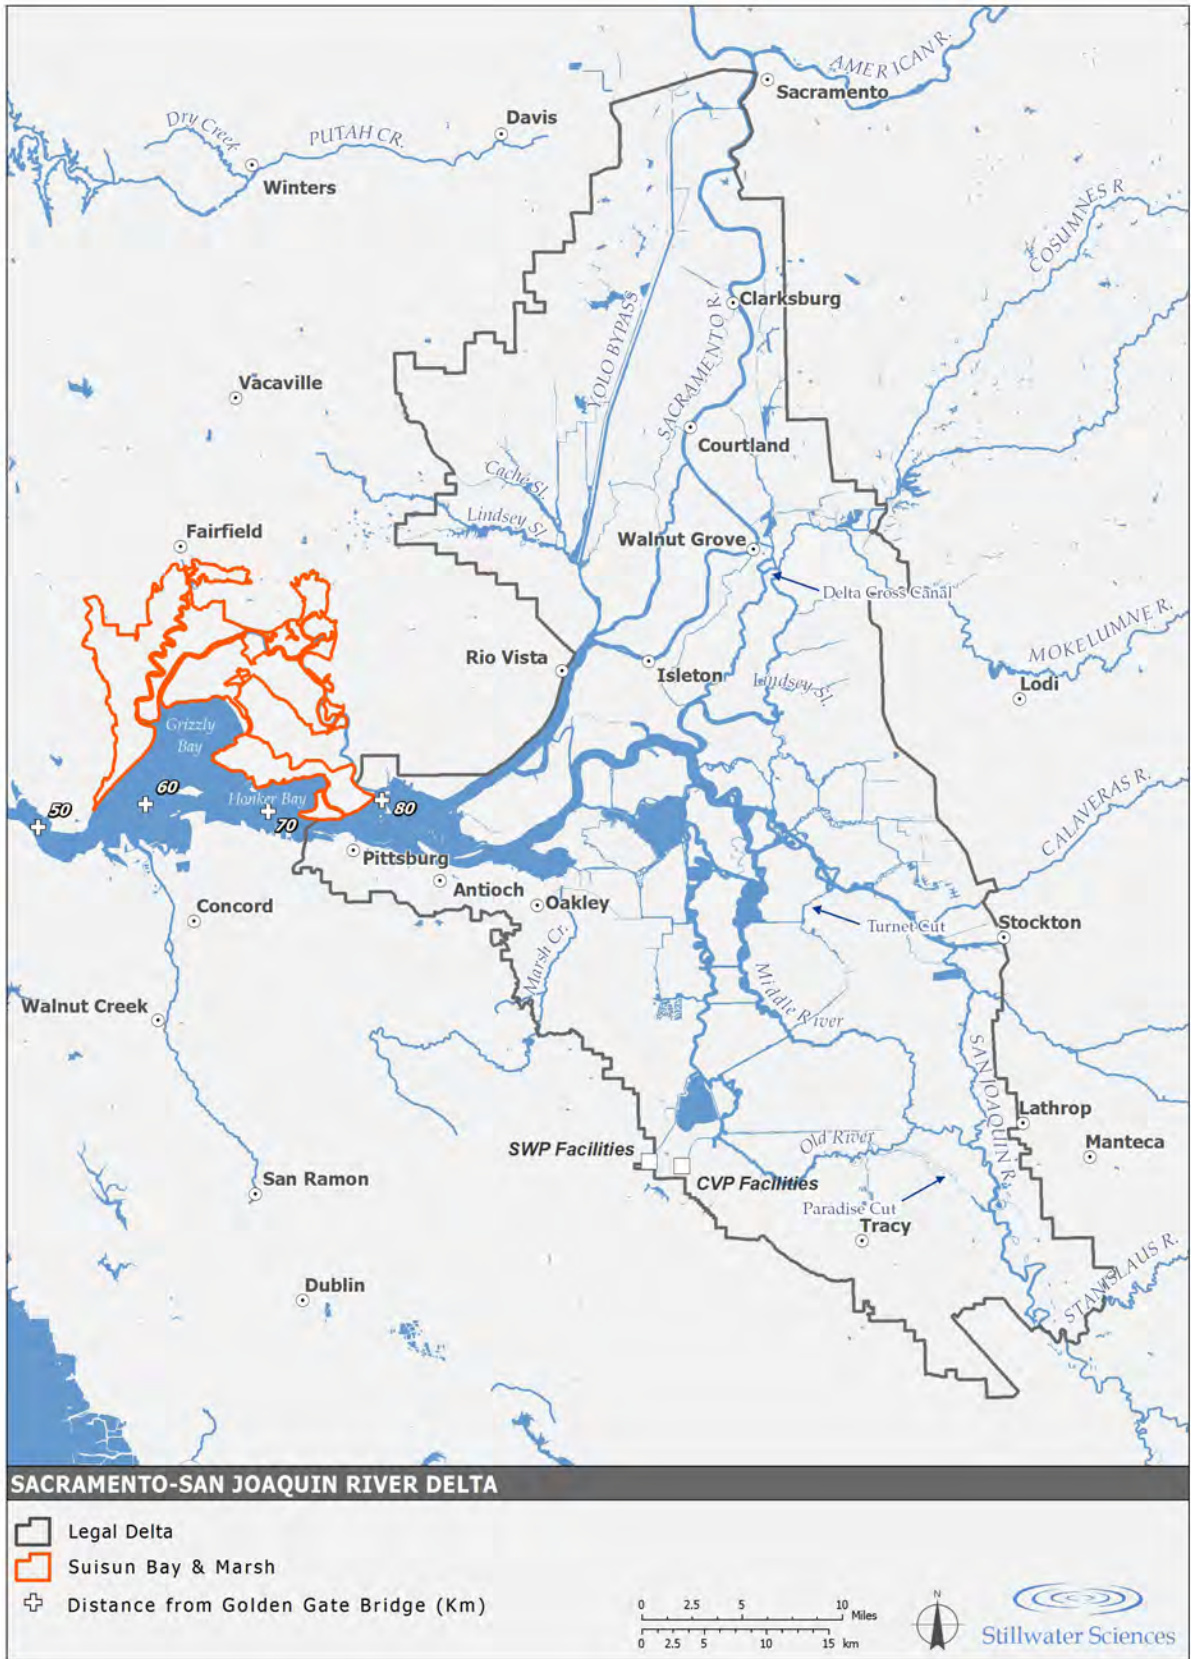 AMERICAN R.
Sacramento
Davis
Dry Creek
PUTAH CR.
Winters
COSUMNES R
Clarksburg
YOLO BYPASS
SACRAMENTO R.
Vacaville
Courtland
Cache Sl.
Lindsey Sl.
Fairfield
Walnut Grove
Delta Cross Canal
MOKELUMNE R.
Rio Vista
Isleton
Lindsey Sl.
Lodi
Grizzly
Bay
Honker Bay
50
60
70
80
CALAVERAS R.
Pittsburg
Antioch
Concord
Oakley
Turnet Cut
Stockton
Marsh Cr.
Middle River
Walnut Creek
SAN JOAQUIN R.
Lathrop
Manteca
Old River
SWP Facilities
CVP Facilities
San Ramon
Paradise Cut
Tracy
STANISLAUS R.
Dublin
SACRAMENTO-SAN JOAQUIN RIVER DELTA
Legal Delta
Suisun Bay & Marsh
Distance from Golden Gate Bridge (Km)
0 2.5 5 10
Miles
0 2.5 5 10 15 km
N
Stillwater Sciences